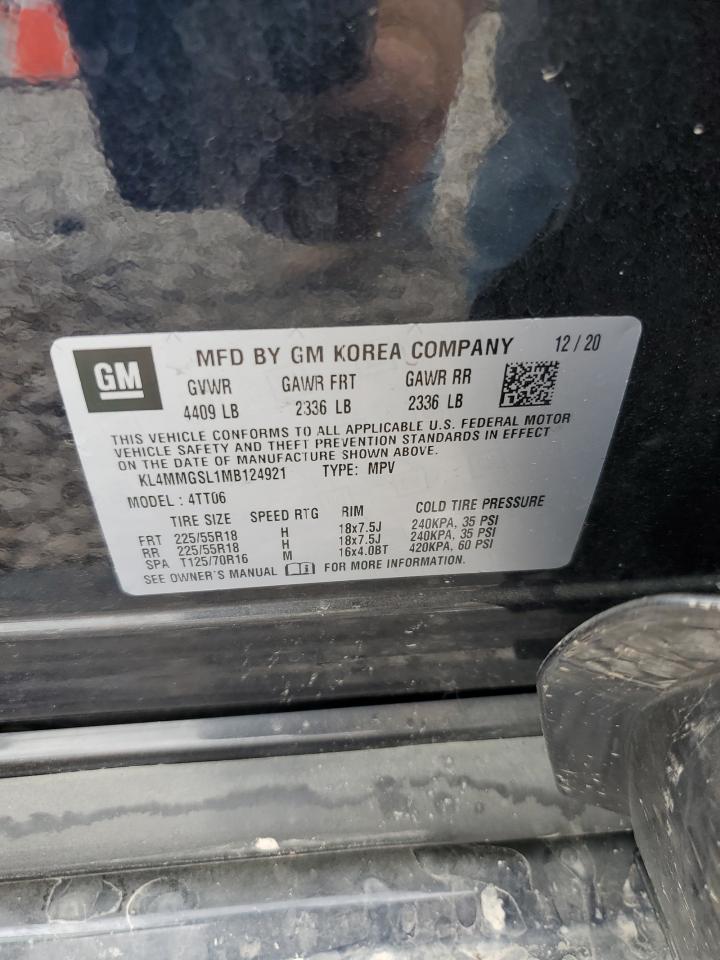 GM
MFD BY GM KOREA COMPANY 12/20
GVWR GAWR FRT GAWR RR
4409 LB 2336 LB 2336 LB
THIS VEHICLE CONFORMS TO ALL APPLICABLE U.S. FEDERAL MOTOR
VEHICLE SAFETY AND THEFT PREVENTION STANDARDS IN EFFECT
ON THE DATE OF MANUFACTURE SHOWN ABOVE.
KL4MMGSL1MB124921 TYPE: MPV
MODEL: 4TT06
TIRE SIZE SPEED RTG RIM COLD TIRE PRESSURE
FRT 225/55R18 H 18x7.5J 240KPA, 35 PSI
RR 225/55R18 H 18x7.5J 240KPA, 35 PSI
SPA T125/70R16 M 16x4.0BT 420KPA, 60 PSI
SEE OWNER'S MANUAL FOR MORE INFORMATION.